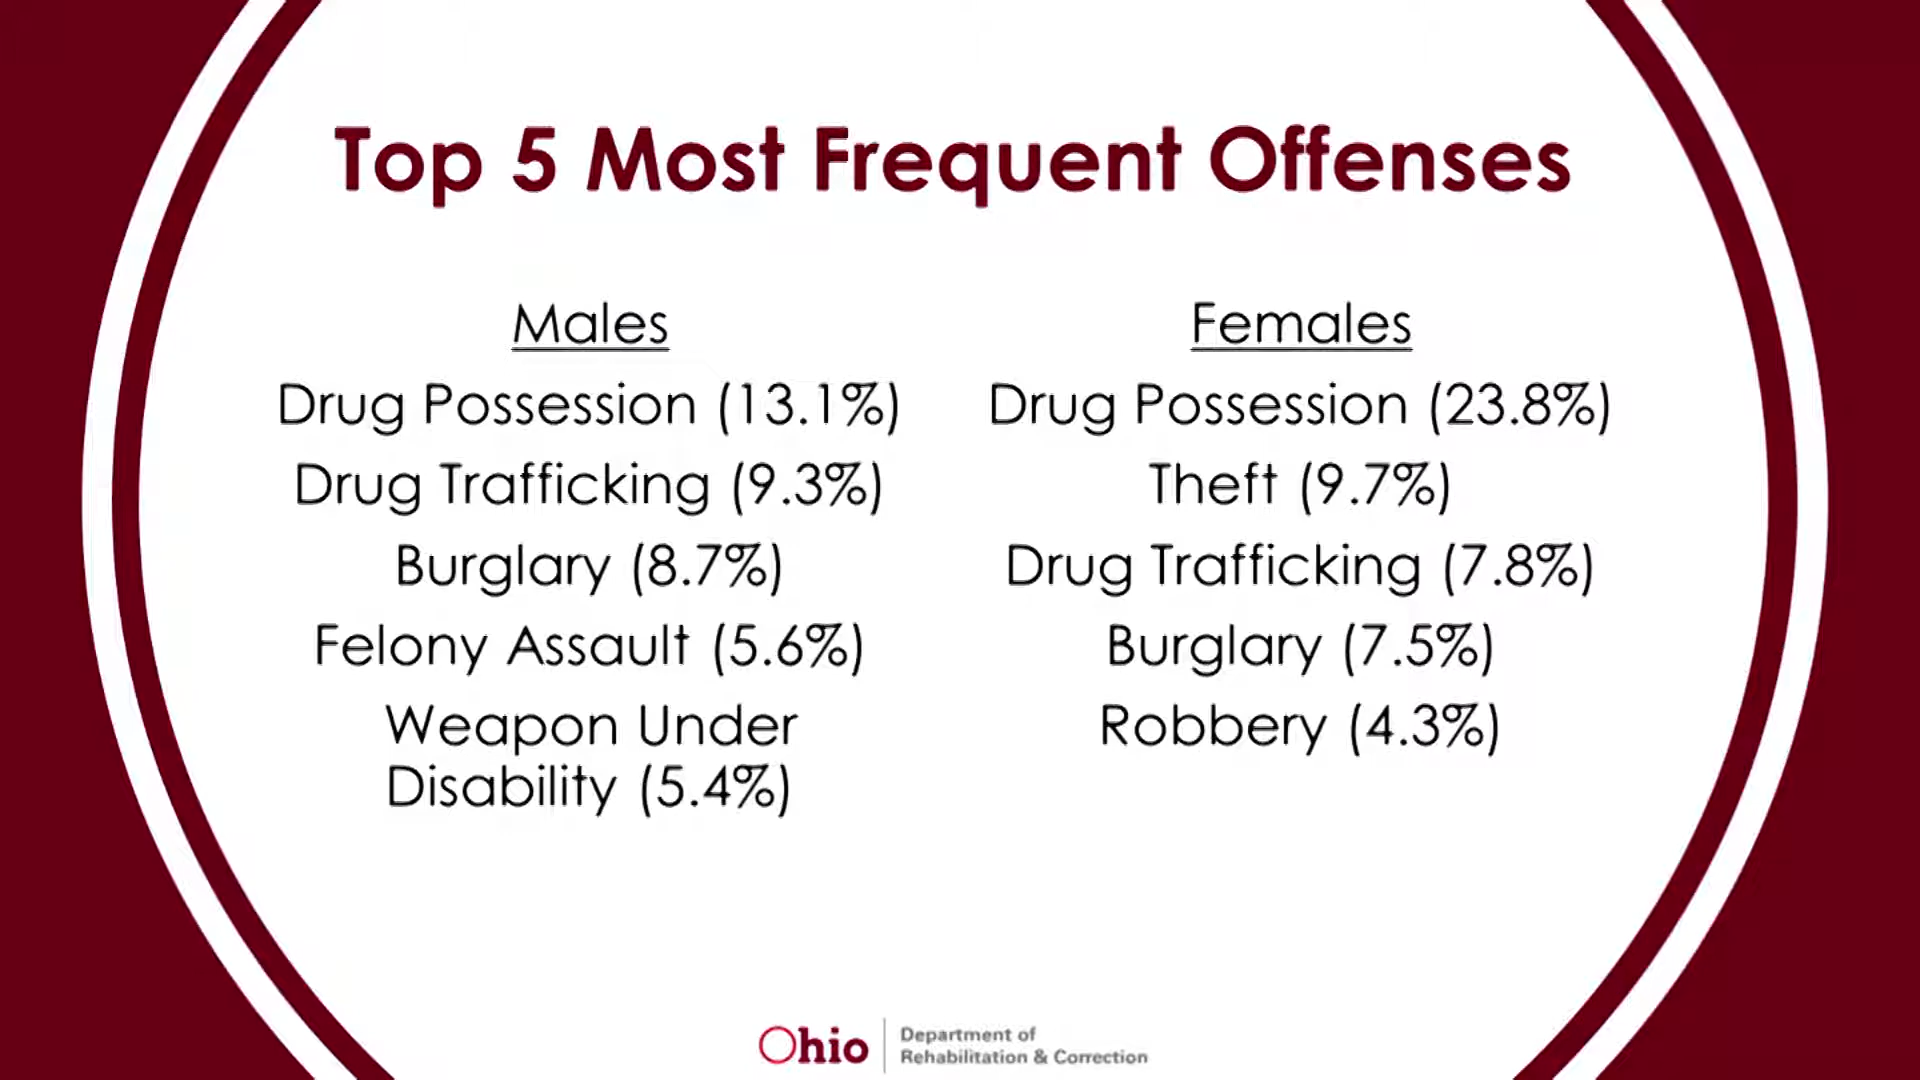 Top 5 Most Frequent Offenses
Males
Drug Possession (13.1%)
Drug Trafficking (9.3%)
Burglary (8.7%)
Felony Assault (5.6%)
Weapon Under
Disability (5.4%)
Females
Drug Possession (23.8%)
Theft (9.7%)
Drug Trafficking (7.8%)
Burglary (7.5%)
Robbery (4.3%)
Ohio
Department of
Rehabilitation & Correction